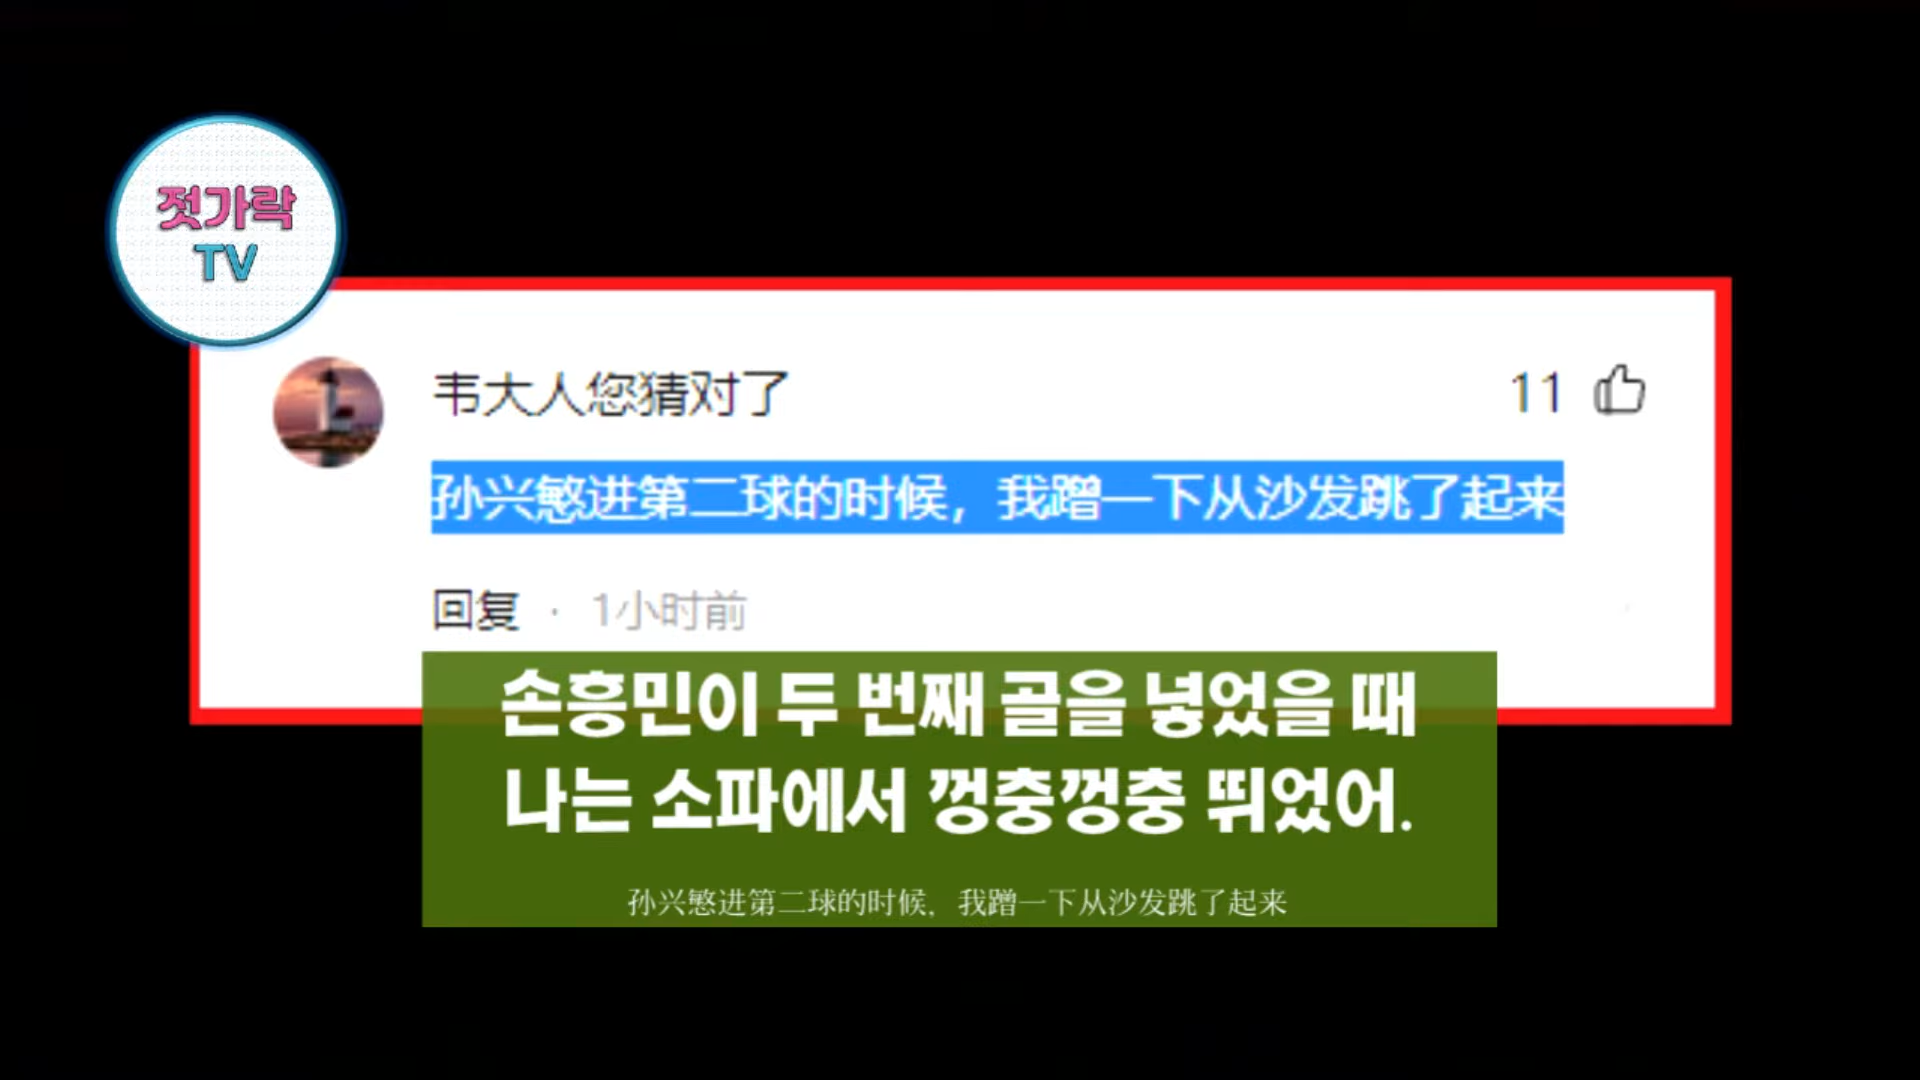 젓가락
TV
韦大人您猜对了
11
孙兴慜进第二球的时候，我蹭一下从沙发跳了起来
回复 · 1小时前
손흥민이 두 번째 골을 넣었을 때
나는 소파에서 껑충껑충 뛰었어.
孙兴慜进第二球的时候，我蹭一下从沙发跳了起来